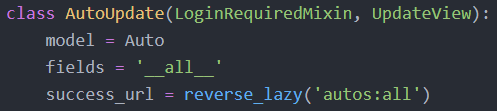 class AutoUpdate(LoginRequiredMixin, UpdateView):
    model = Auto
    fields = '__all__'
    success_url = reverse_lazy('autos:all')